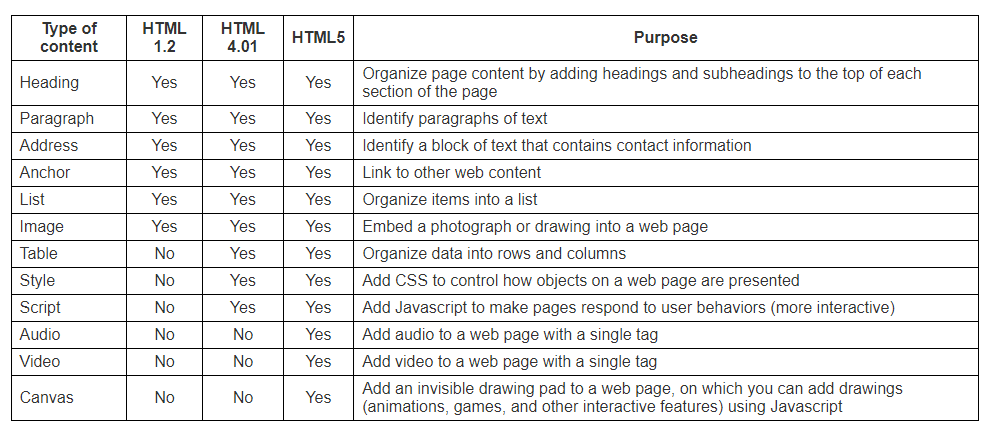 Type of content HTML 1.2 HTML 4.01 HTML5 Purpose
Heading Yes Yes Yes Organize page content by adding headings and subheadings to the top of each
section of the page
Paragraph Yes Yes Yes Identify paragraphs of text
Address Yes Yes Yes Identify a block of text that contains contact information
Anchor Yes Yes Yes Link to other web content
List Yes Yes Yes Organize items into a list
Image Yes Yes Yes Embed a photograph or drawing into a web page
Table No Yes Yes Organize data into rows and columns
Style No Yes Yes Add CSS to control how objects on a web page are presented
Script No Yes Yes Add Javascript to make pages respond to user behaviors (more interactive)
Audio No No Yes Add audio to a web page with a single tag
Video No No Yes Add video to a web page with a single tag
Canvas No No Yes Add an invisible drawing pad to a web page, on which you can add drawings
(animations, games, and other interactive features) using Javascript